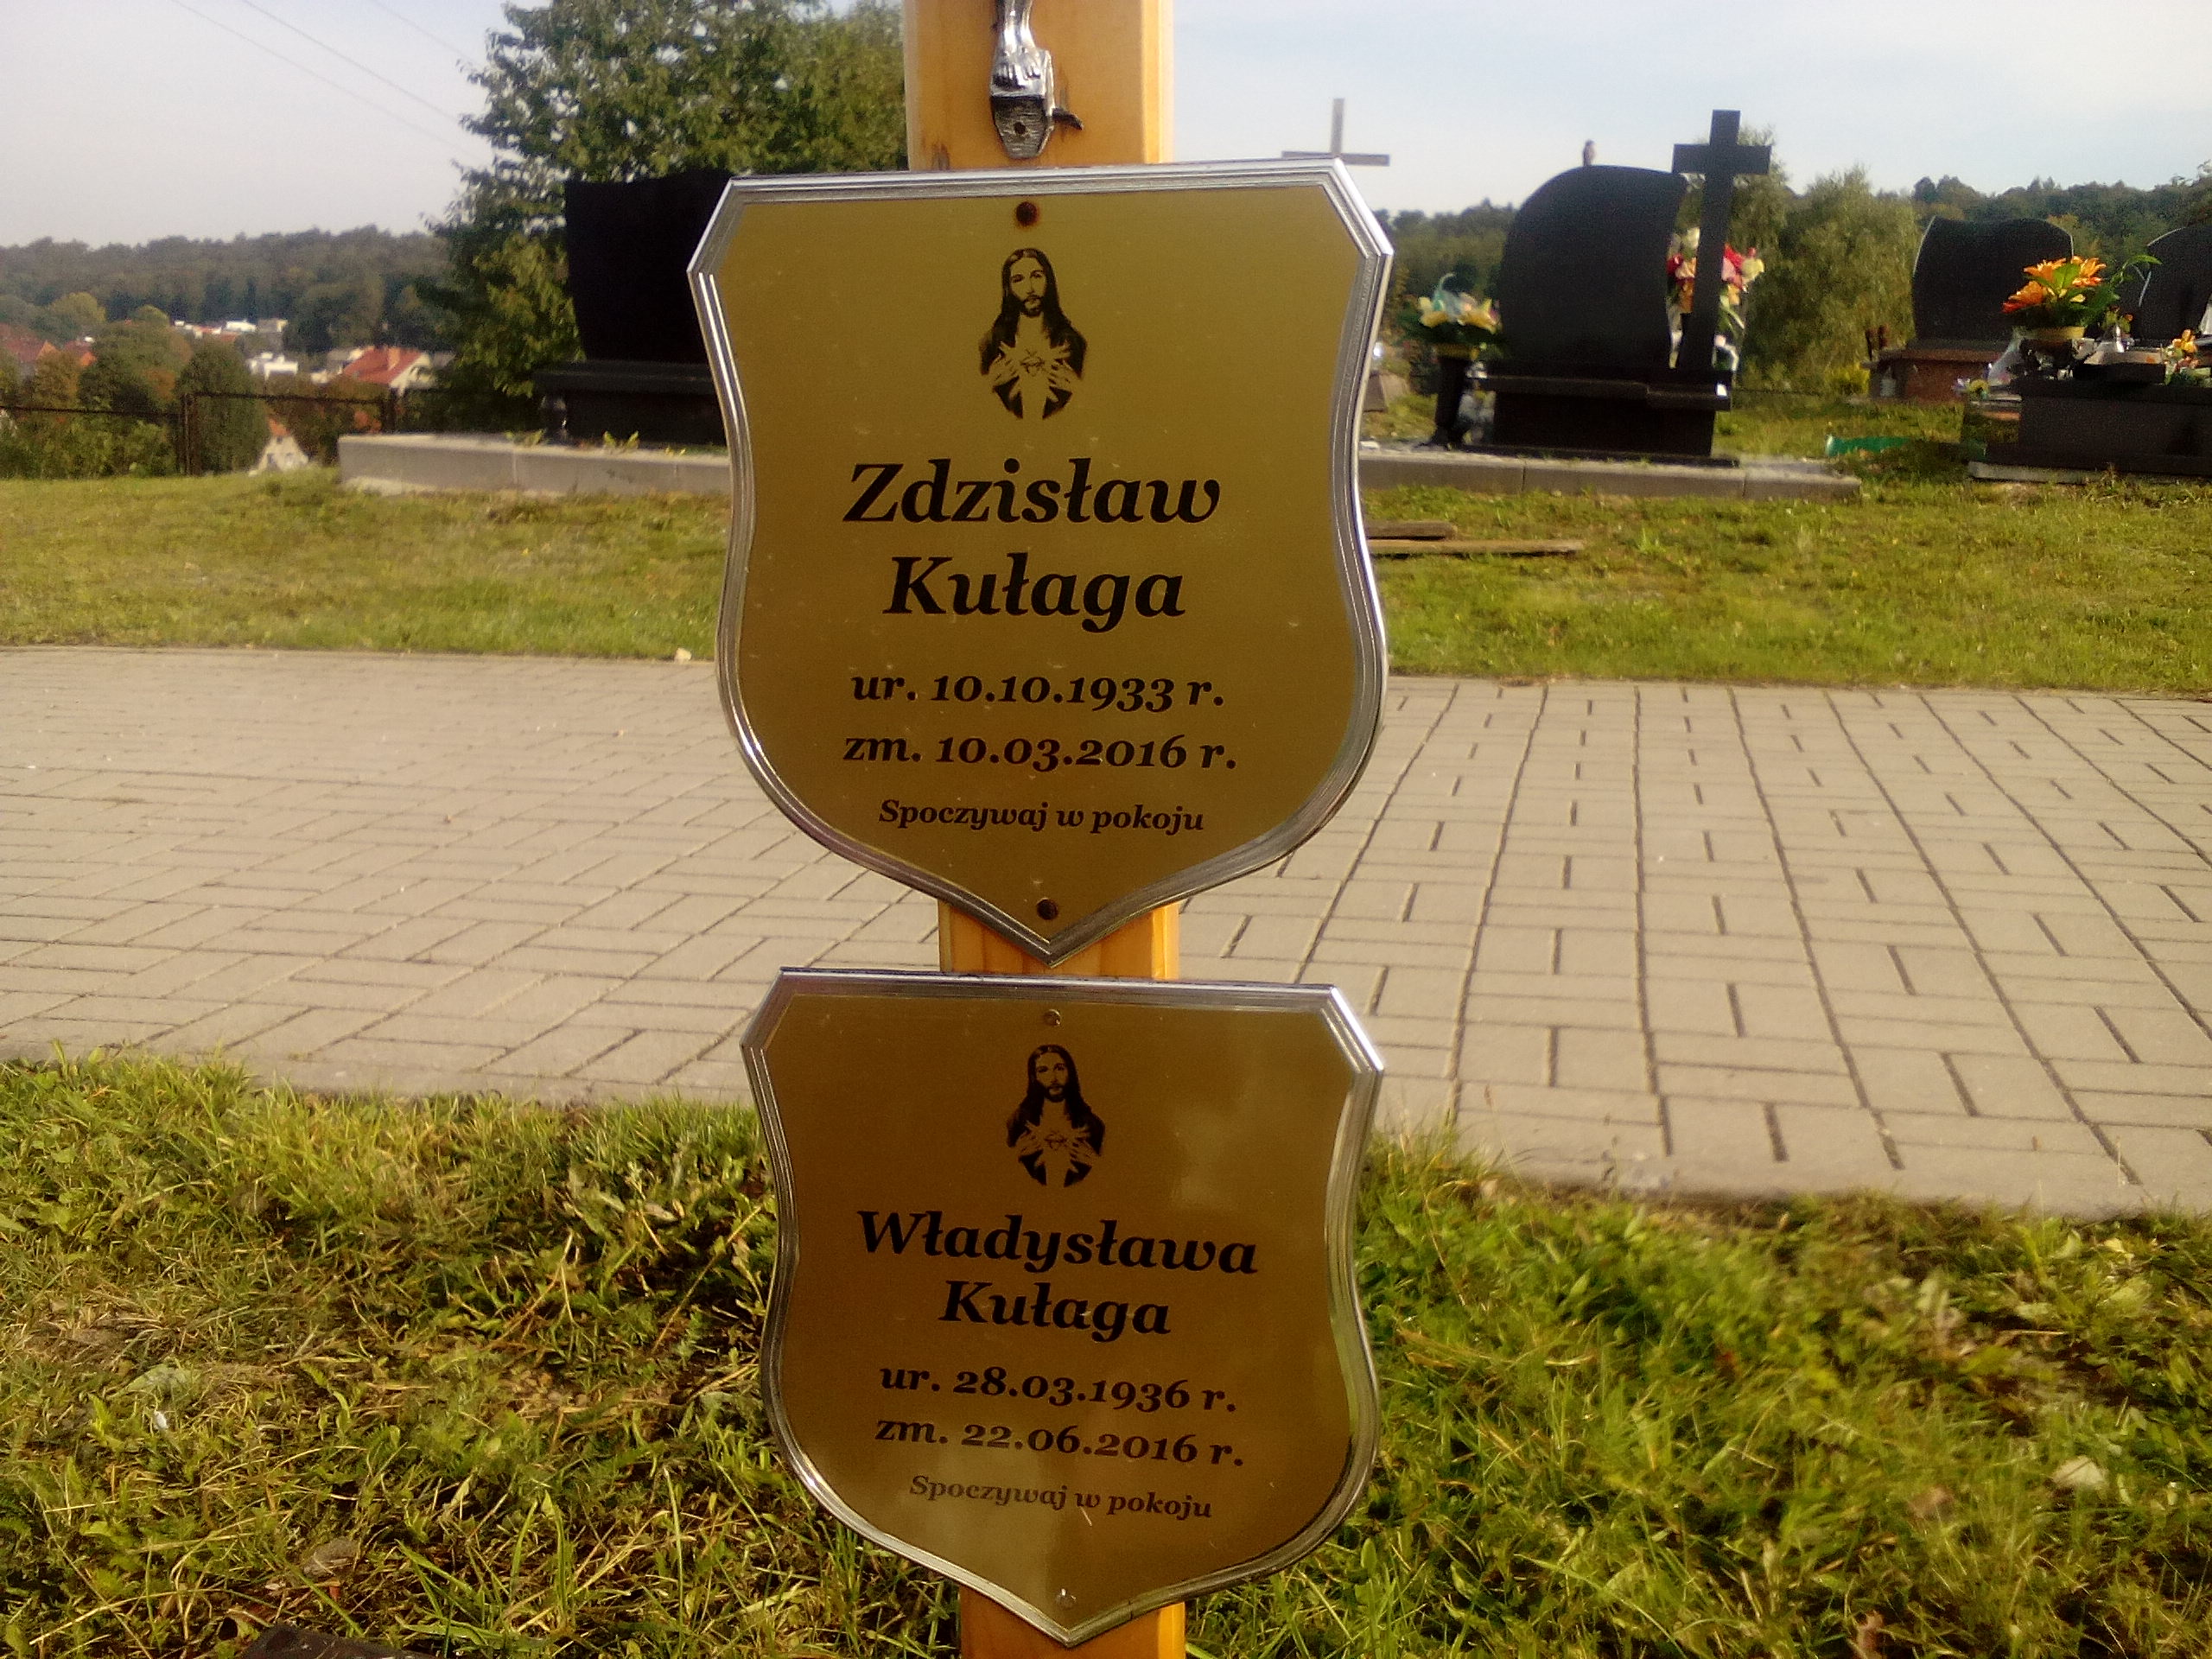 Zdzisław
Kułaga
ur. 10.10.1933 r.
zm. 10.03.2016 r.
Spoczywaj w pokoju
Władysława
Kułaga
ur. 28.03.1936 r.
zm. 22.06.2016 r.
Spoczywaj w pokoju